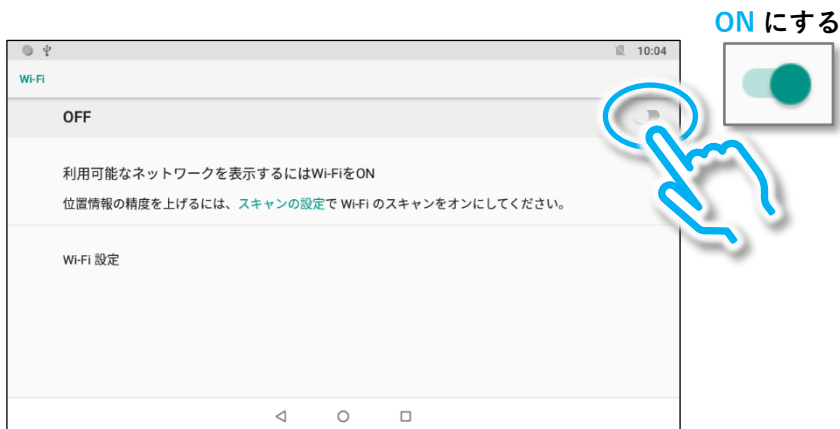 ON にする
10:04
Wi-Fi
OFF
利用可能なネットワークを表示するにはWi-FiをON
位置情報の精度を上げるには、スキャンの設定で Wi-Fi のスキャンをオンにしてください。
Wi-Fi 設定